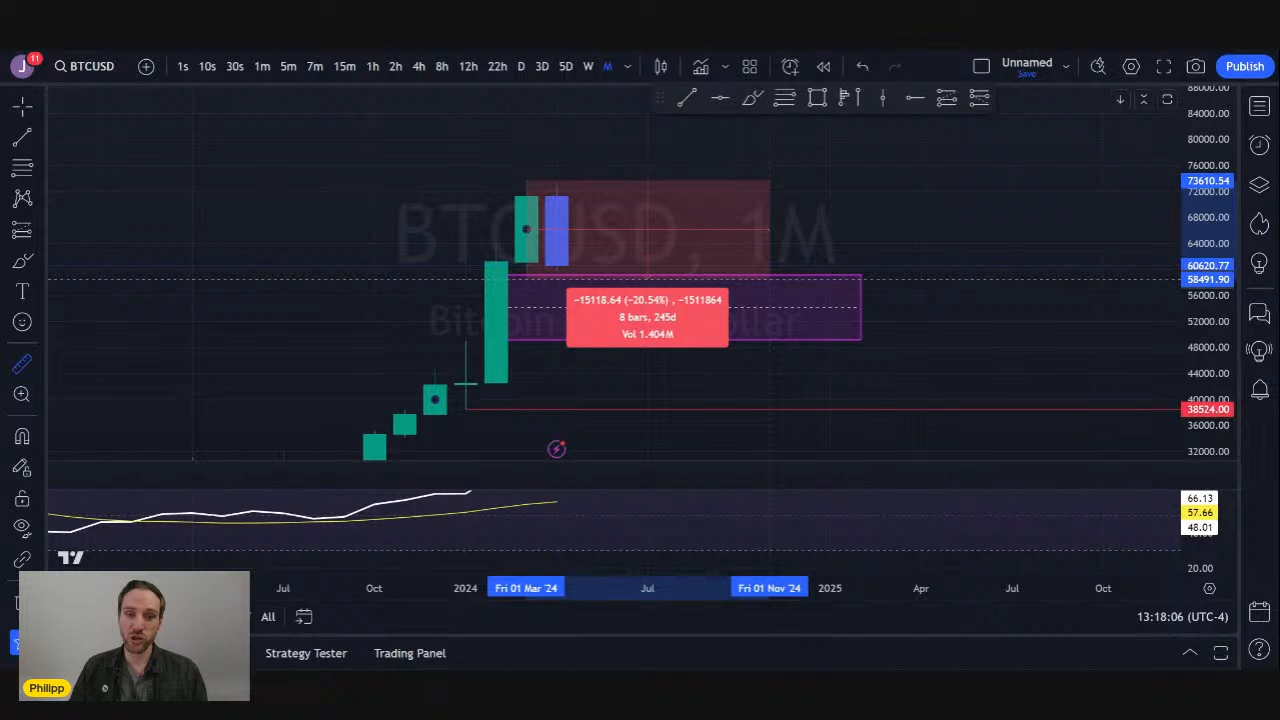 J
11
BTCUSD
1s 10s 30s 1m 5m 7m 15m 1h 2h 4h 8h 12h 22h D 3D 5D W M
Unnamed
Save
Publish
88000.00
84000.00
80000.00
76000.00
73610.54
72000.00
68000.00
64000.00
60620.77
58491.90
56000.00
52000.00
48000.00
44000.00
40000.00
38524.00
36000.00
32000.00
BTCUSD, 1M
Bitcoin
Dollar
−15118.64 (−20.54%) , −1511864
8 bars, 245d
Vol 1.404M
66.13
57.66
48.01
20.00
Jul Oct 2024 Fri 01 Mar '24 Jul Fri 01 Nov '24 2025 Apr Jul Oct
All
13:18:06 (UTC-4)
Strategy Tester Trading Panel
Philipp